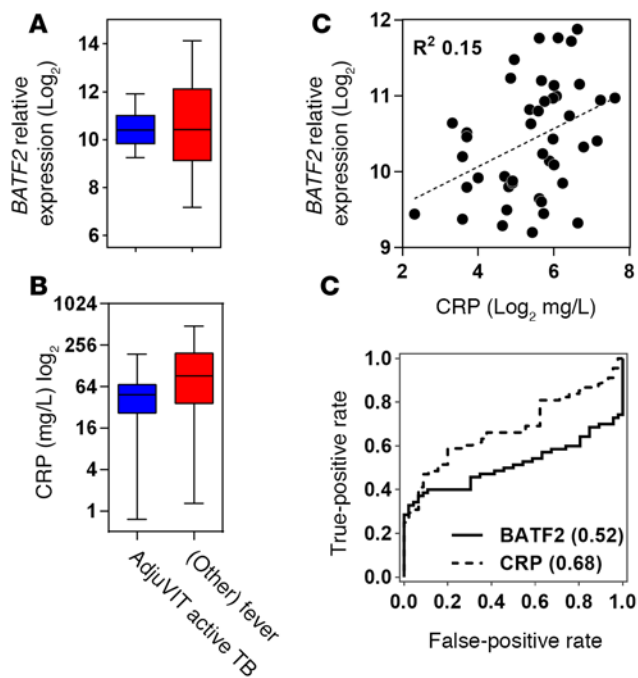 A
BATF2 relative
expression (Log2)
14
12
10
8
6
B
CRP (mg/L) log2
1024
256
64
16
4
1
AdjuVIT active TB
(Other) fever
C
R2 0.15
BATF2 relative
expression (Log2)
12
11
10
9
2 4 6 8
CRP (Log2 mg/L)
C
True-positive rate
1.0
0.8
0.6
0.4
0.2
0.0
BATF2 (0.52)
CRP (0.68)
0.0 0.2 0.4 0.6 0.8 1.0
False-positive rate